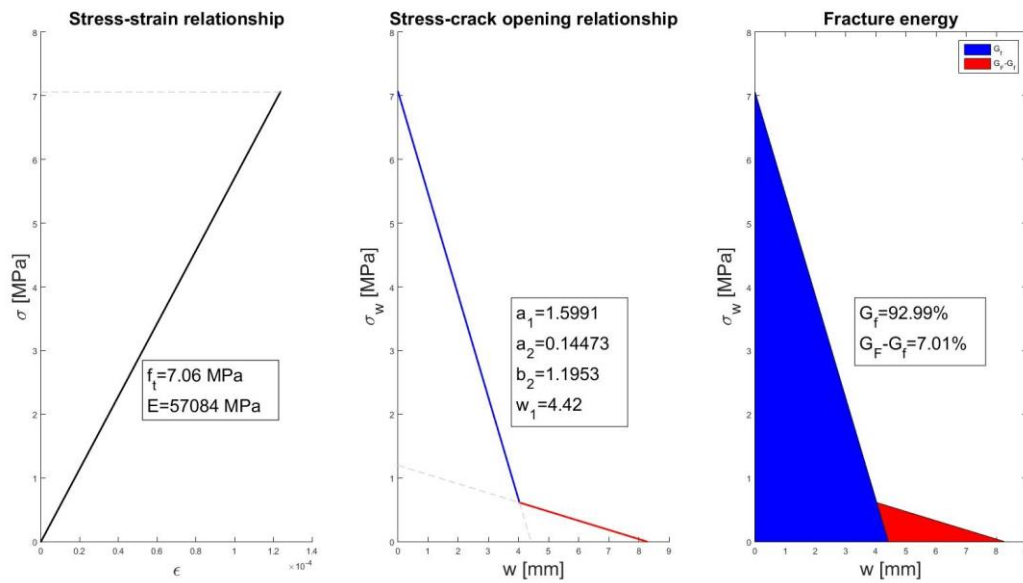 Stress-strain relationship
8
7
6
5
4
3
2
1
0
σ [MPa]
f_t=7.06 MPa
E=57084 MPa
0 0.2 0.4 0.6 0.8 1 1.2 1.4
×10⁻⁴
ϵ
Stress-crack opening relationship
8
7
6
5
4
3
2
1
0
σ_w [MPa]
a_1=1.5991
a_2=0.14473
b_2=1.1953
w_1=4.42
0 1 2 3 4 5 6 7 8 9
w [mm]
Fracture energy
8
7
6
5
4
3
2
1
0
σ_w [MPa]
G_f
G_F-G_f
G_f=92.99%
G_F-G_f=7.01%
0 1 2 3 4 5 6 7 8
w [mm]